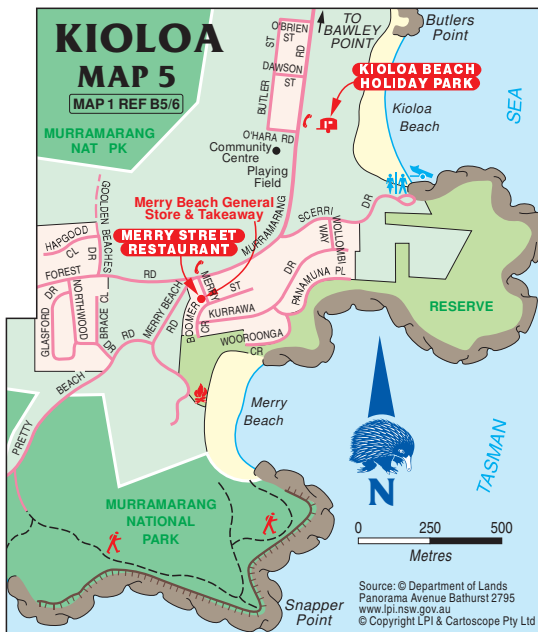 KIOLOA
MAP 5
MAP 1 REF B5/6
TO
BAWLEY
POINT
Butlers
Point
O'BRIEN
ST
ST
RD
DAWSON
ST
BUTLER
KIOLOA BEACH
HOLIDAY PARK
Kioloa
Beach
SEA
MURRAMARANG
NAT PK
O'HARA RD
Community
Centre
Playing
Field
Merry Beach General
Store & Takeaway
MERRY STREET
RESTAURANT
MURRAMARANG
SCERRI
DR
WOLLOMBI
WAY
GOOLDEN BEACHES
DR
HAPGOOD
CL
FOREST
RD
DR
GLASFORD
NORTHWOOD
BRACE CL
DR
RD
MERRY BEACH
RD
MERRY
ST
BOOMER
CR
KURRAWA
DR
PANAMUNA PL
WOOROONGA
CR
RESERVE
PRETTY
BEACH
Merry
Beach
N
TASMAN
MURRAMARANG
NATIONAL
PARK
Snapper
Point
0 250 500
Metres
Source: © Department of Lands
Panorama Avenue Bathurst 2795
www.lpi.nsw.gov.au
© Copyright LPI & Cartoscope Pty Ltd